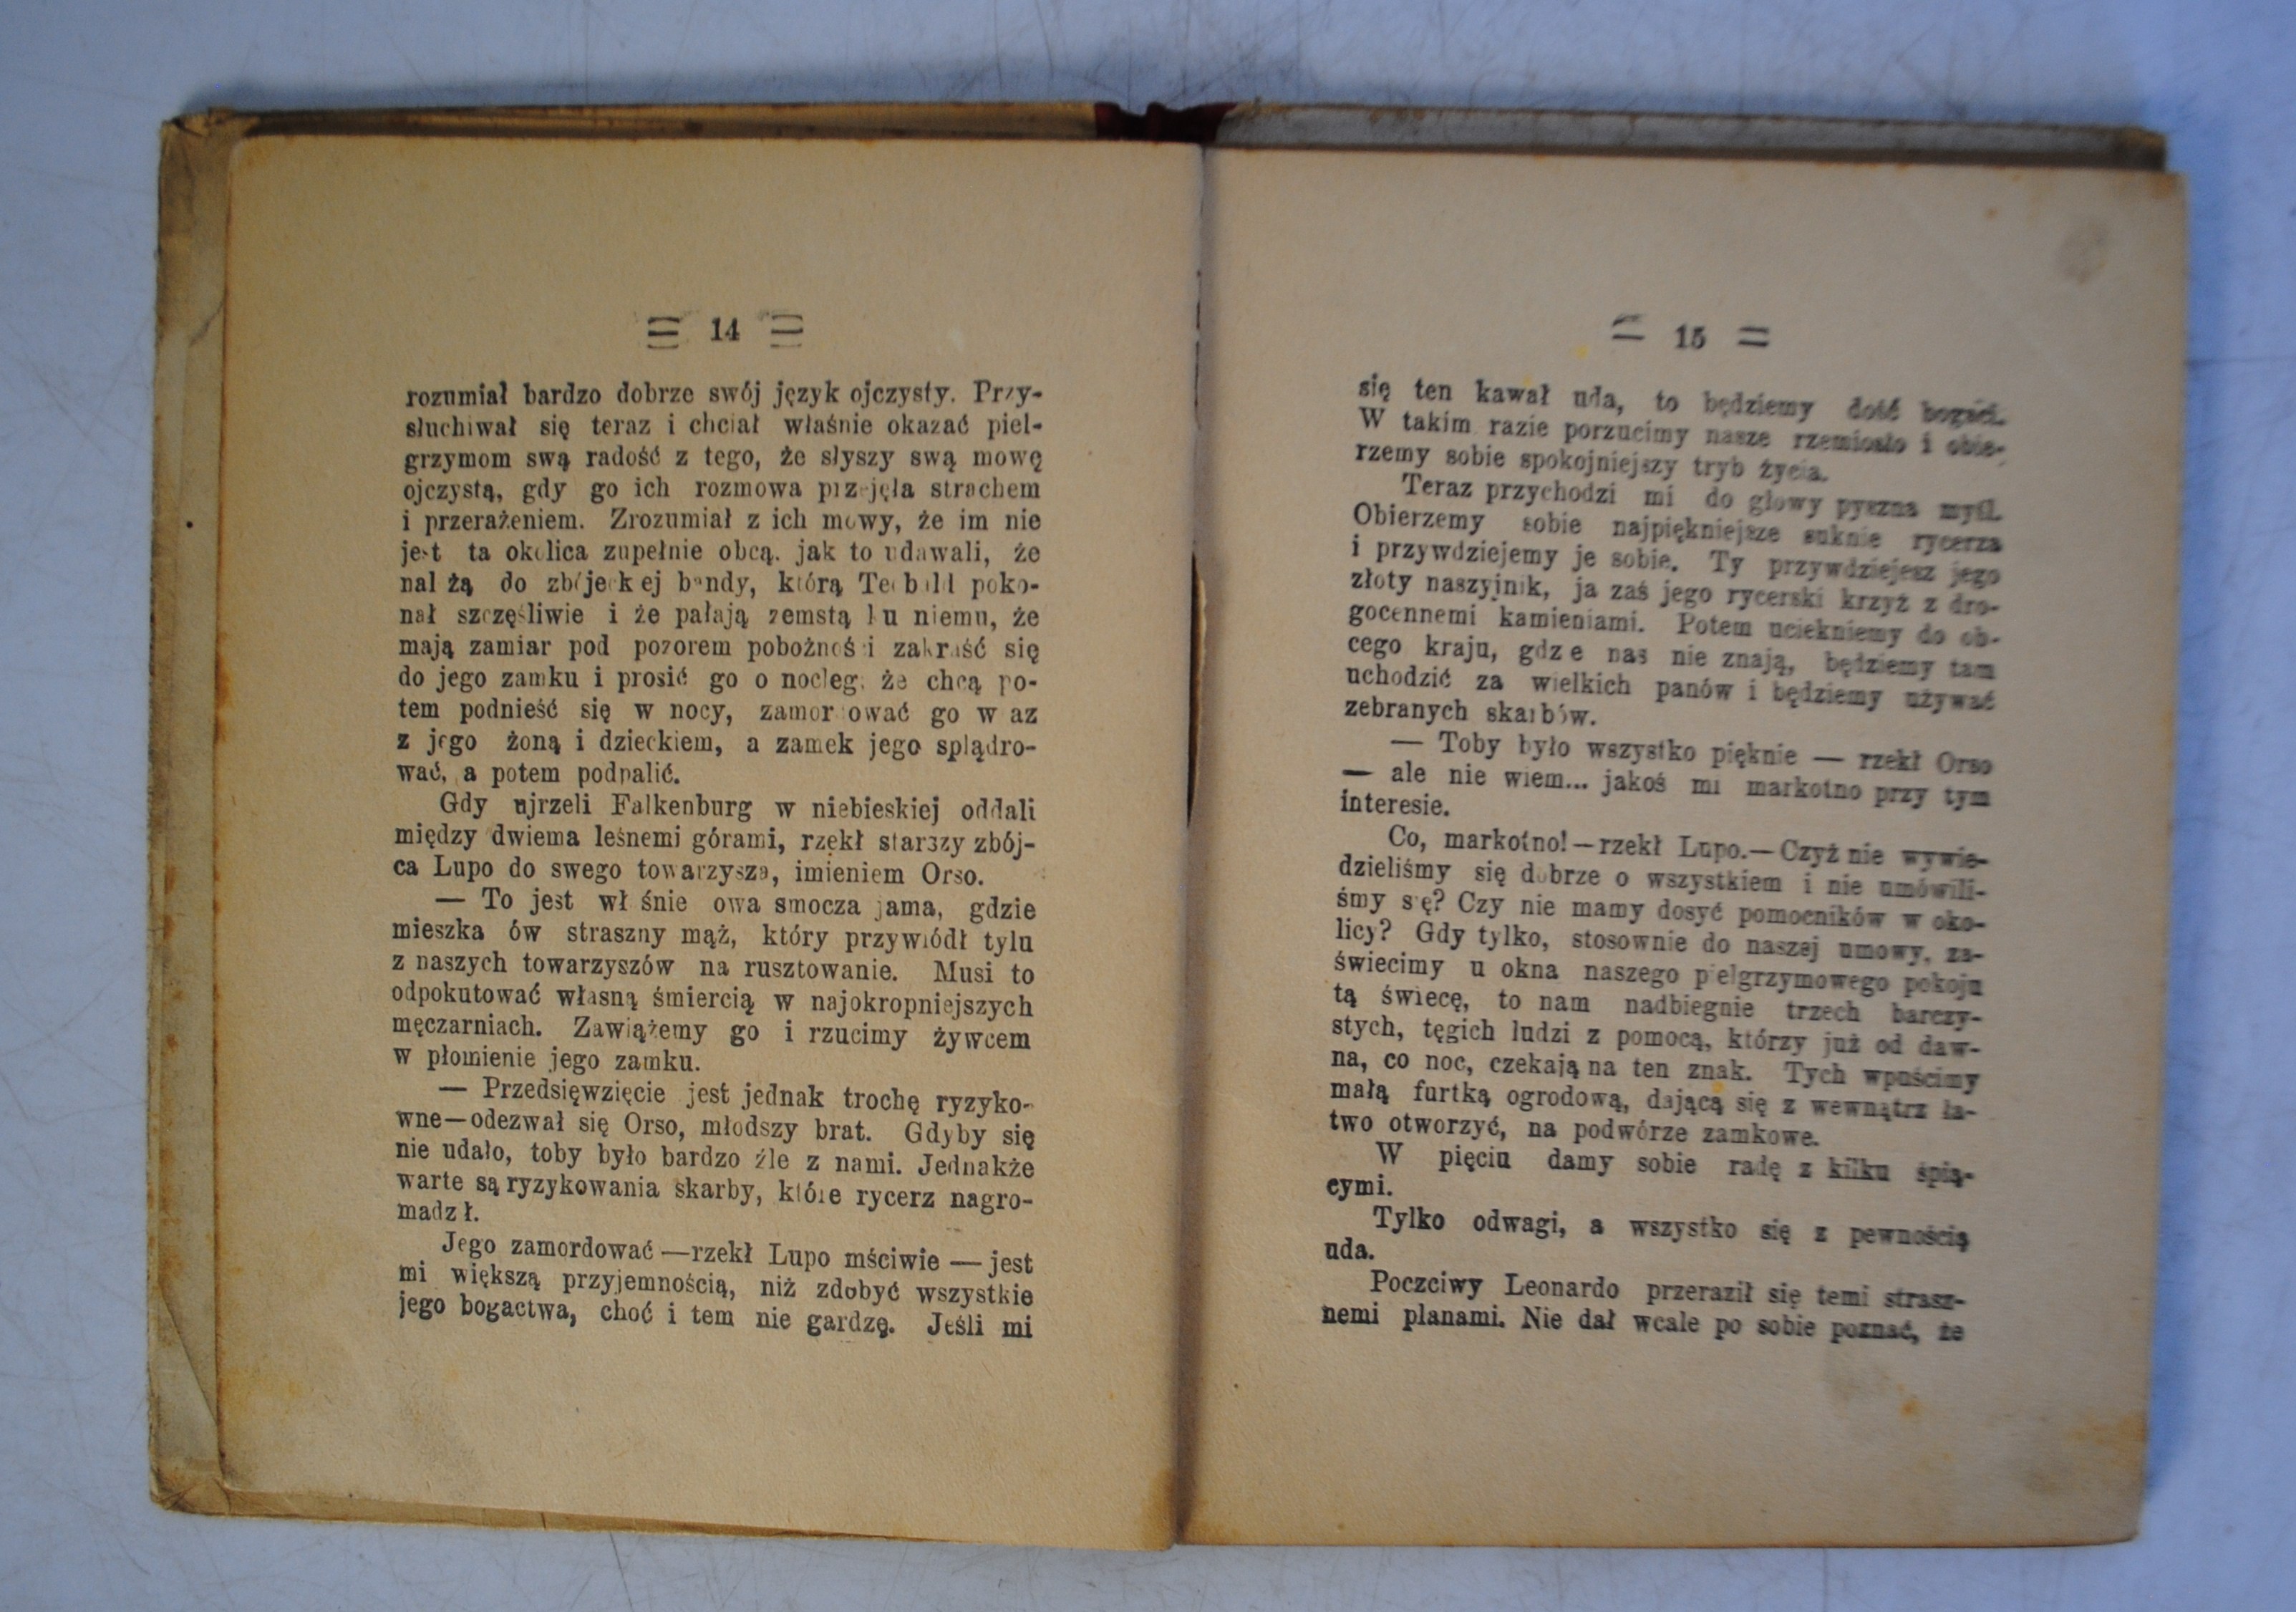 14
rozumiał bardzo dobrze swój język ojczysty. Przy-
słuchiwał się teraz i chciał właśnie okazać piel-
grzymom swą radość z tego, że słyszy swą mowę
ojczystą, gdy go ich rozmowa przejęła strachem
i przerażeniem. Zrozumiał z ich mowy, że im nie
jest ta okolica zupełnie obcą. jak to udawali, że
nal żą do zbójeckej bandy, którą Teobald poko-
nał szczęśliwie i że pałają zemstą ku niemu, że
mają zamiar pod pozorem pobożności zakraść się
do jego zamku i prosić go o nocleg, że chcą po-
tem podnieść się w nocy, zamordować go w az
z jego żoną i dzieckiem, a zamek jego splądro-
wać, a potem podpalić.
Gdy ujrzeli Falkenburg w niebieskiej oddali
między dwiema leśnemi górami, rzekł starszy zbój-
ca Lupo do swego towarzysza, imieniem Orso.
— To jest wł śnie owa smocza jama, gdzie
mieszka ów straszny mąż, który przywiódł tylu
z naszych towarzyszów na rusztowanie. Musi to
odpokutować własną śmiercią w najokropniejszych
męczarniach. Zawiążemy go i rzucimy żywcem
w płomienie jego zamku.
— Przedsięwzięcie jest jednak trochę ryzyko-
wne—odezwał się Orso, młodszy brat. Gdyby się
nie udało, toby było bardzo źle z nami. Jednakże
warte są ryzykowania skarby, które rycerz nagro-
madz ł.
Jego zamordować—rzekł Lupo mściwie — jest
mi większą przyjemnością, niż zdobyć wszystkie
jego bogactwa, choć i tem nie gardzę. Jeśli mi
15
się ten kawał uda, to będziemy dość bogaci.
W takim razie porzucimy nasze rzemiosło i obie-
rzemy sobie spokojniejszy tryb życia.
Teraz przychodzi mi do głowy pyszna myśl.
Obierzemy sobie najpiękniejsze suknie rycerza
i przywdziejemy je sobie. Ty przywdziejesz jego
złoty naszyjnik, ja zaś jego rycerski krzyż z dro-
gocennemi kamieniami. Potem uciekniemy do ob-
cego kraju, gdz e nas nie znają, będziemy tam
uchodzić za wielkich panów i będziemy używać
zebranych skarbów.
— Toby było wszystko pięknie — rzekł Orso
— ale nie wiem... jakoś mi markotno przy tym
interesie.
Co, markotno!—rzekł Lupo.—Czyż nie wywie-
dzieliśmy się dobrze o wszystkiem i nie umówili-
śmy s ę? Czy nie mamy dosyć pomocników w oko-
licy? Gdy tylko, stosownie do naszej umowy, za-
świecimy u okna naszego pielgrzymowego pokoju
tą świecę, to nam nadbiegnie trzech barczy-
stych, tęgich ludzi z pomocą, którzy już od daw-
na, co noc, czekają na ten znak. Tych wpuścimy
małą furtką ogrodową, dającą się z wewnątrz ła-
two otworzyć, na podwórze zamkowe.
W pięciu damy sobie radę z kilku śpią-
cymi.
Tylko odwagi, a wszystko się z pewnością
uda.
Poczciwy Leonardo przeraził się temi strasz-
nemi planami. Nie dał wcale po sobie poznać, że